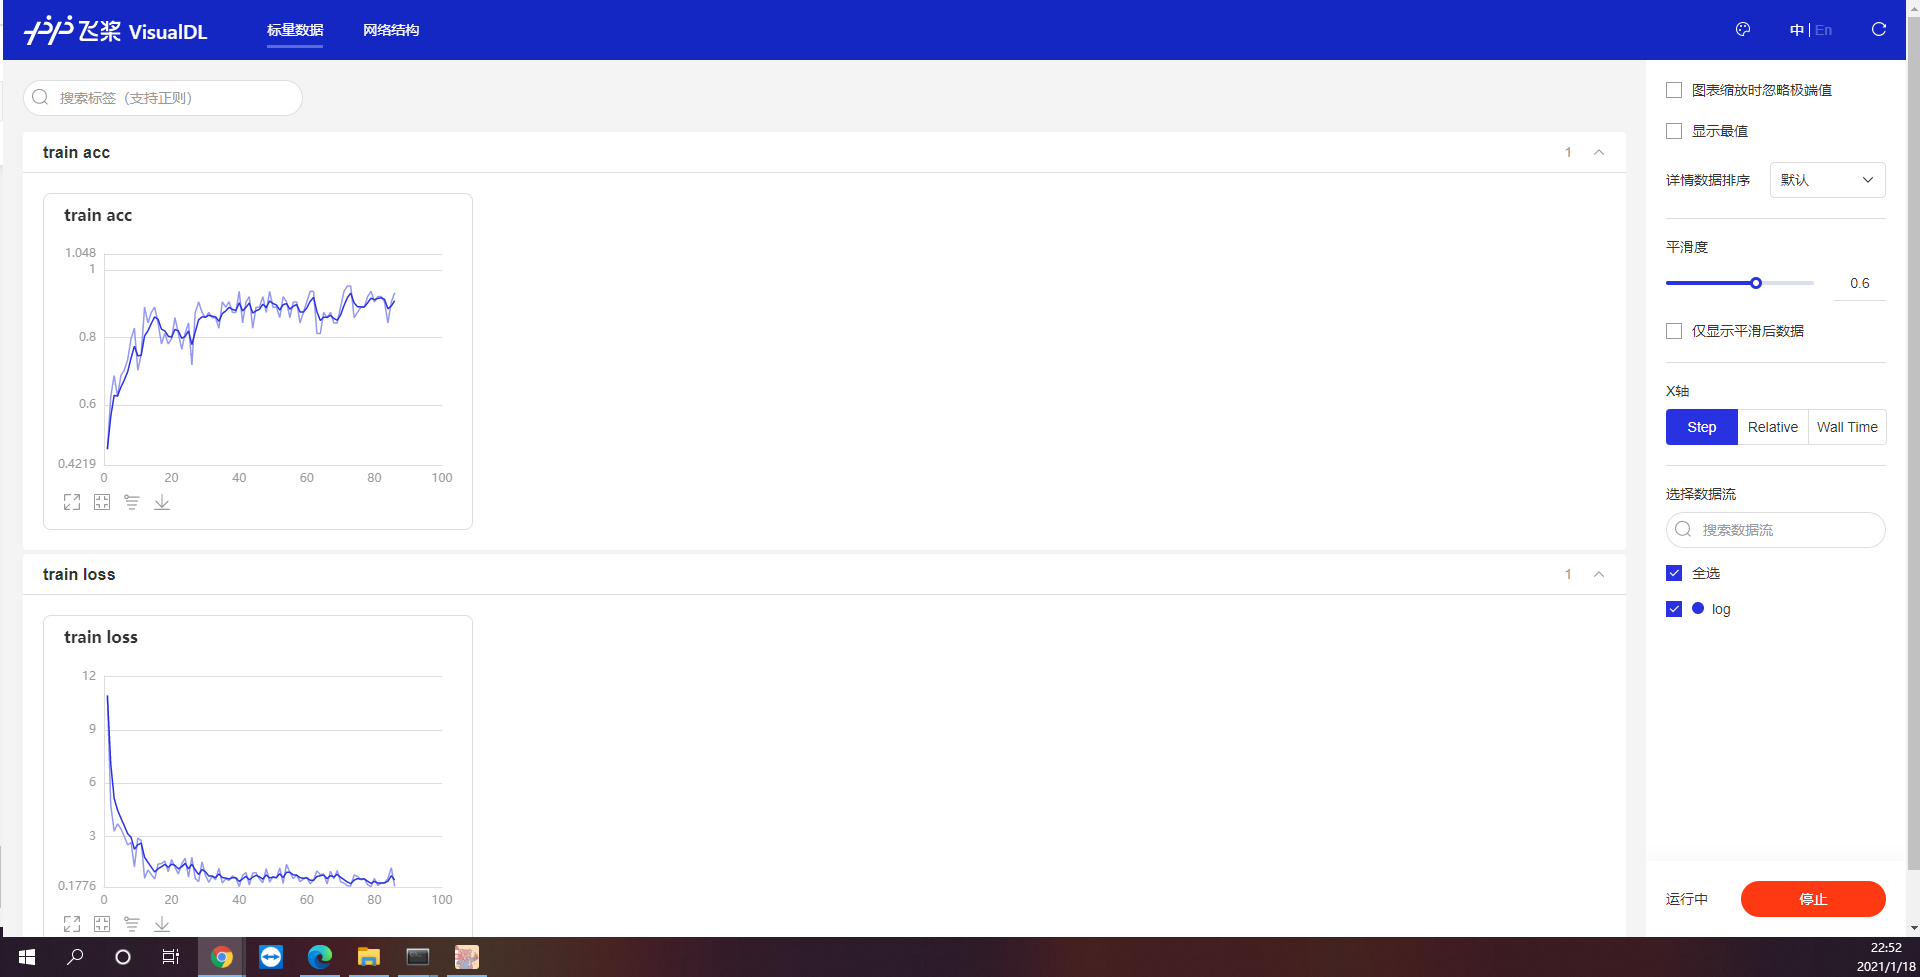 飞桨 VisualDL
标量数据
网络结构
中 | En
搜索标签（支持正则）
train acc
1
train acc
1.048
1
0.8
0.6
0.4219
0 20 40 60 80 100
train loss
1
train loss
12
9
6
3
0.1776
0 20 40 60 80 100
图表缩放时忽略极端值
显示最值
详情数据排序 默认
平滑度
0.6
仅显示平滑后数据
X轴
Step Relative Wall Time
选择数据流
搜索数据流
全选
log
运行中 停止
22:52
2021/1/18